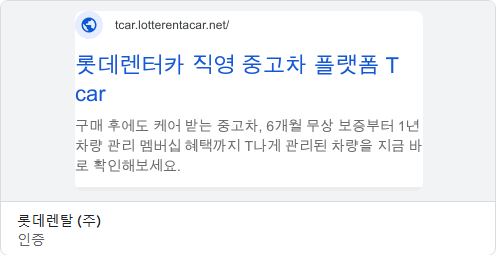 tcar.lotterentacar.net/
롯데렌터카 직영 중고차 플랫폼 T
car
구매 후에도 케어 받는 중고차, 6개월 무상 보증부터 1년
차량 관리 멤버십 혜택까지 T나게 관리된 차량을 지금 바
로 확인해보세요.
롯데렌탈 (주)
인증